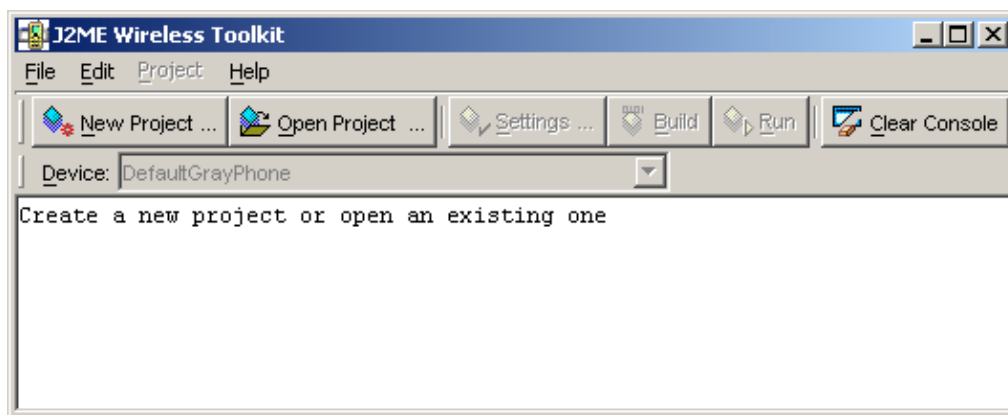 J2ME Wireless Toolkit
File Edit Project Help
New Project ... Open Project ... Settings ... Build Run Clear Console
Device: DefaultGrayPhone
Create a new project or open an existing one